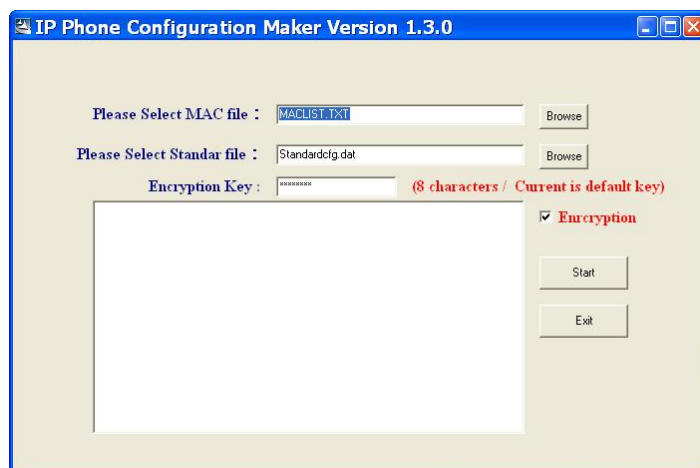 IP Phone Configuration Maker Version 1.3.0
Please Select MAC file : MACLIST.TXT Browse
Please Select Standar file : Standardcfg.dat Browse
Encryption Key : ******** (8 characters / Current is default key)
Enrcryption
Start
Exit